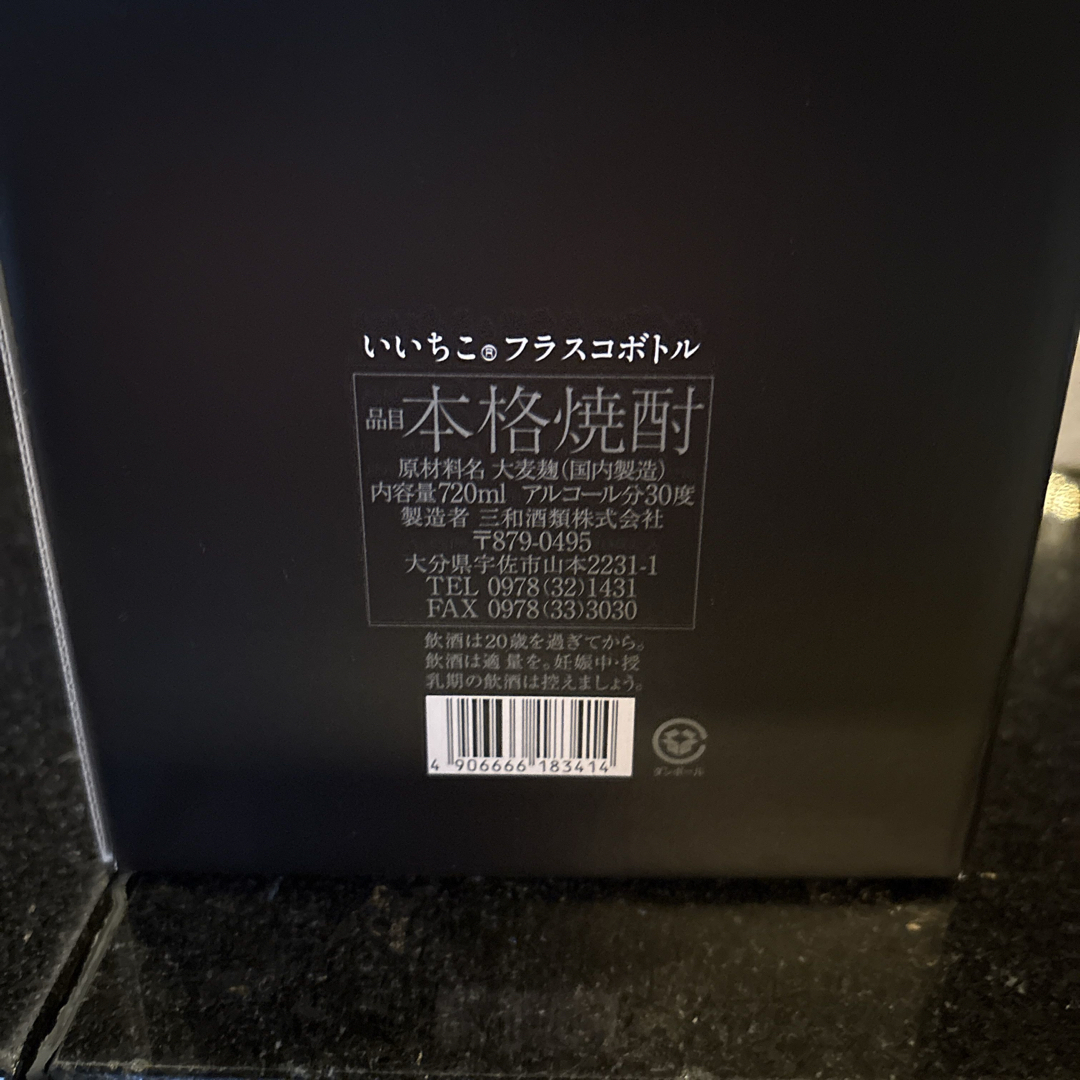 いいちこ®フラスコボトル
品目本格焼酎
原材料名 大麦麹(国内製造)
内容量720ml アルコール分30度
製造者 三和酒類株式会社
〒879-0495
大分県宇佐市山本2231-1
TEL 0978(32)1431
FAX 0978(33)3030
飲酒は20歳を過ぎてから。
飲酒は適量を。妊娠中・授
乳期の飲酒は控えましょう。
4 906666 183414
ダンボール